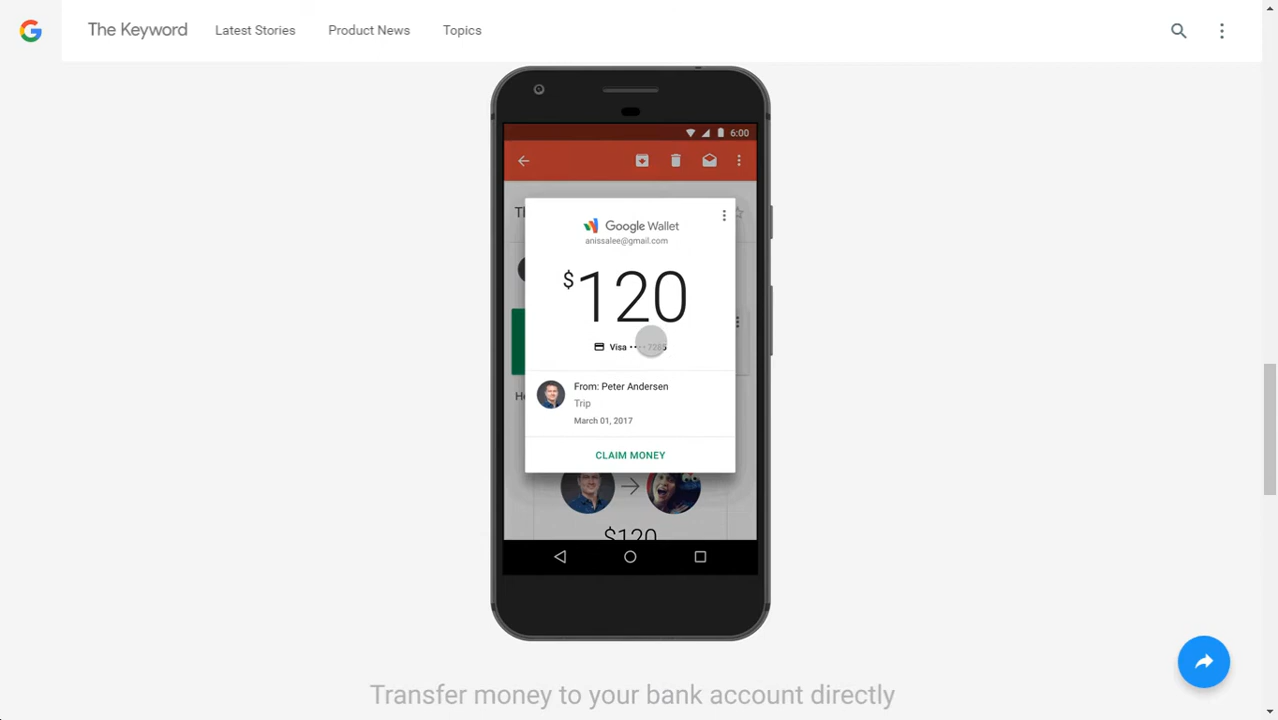 The Keyword Latest Stories Product News Topics
6:00
Google Wallet
anissalee@gmail.com
$120
Visa
From: Peter Andersen
Trip
March 01, 2017
CLAIM MONEY
$120
Transfer money to your bank account directly